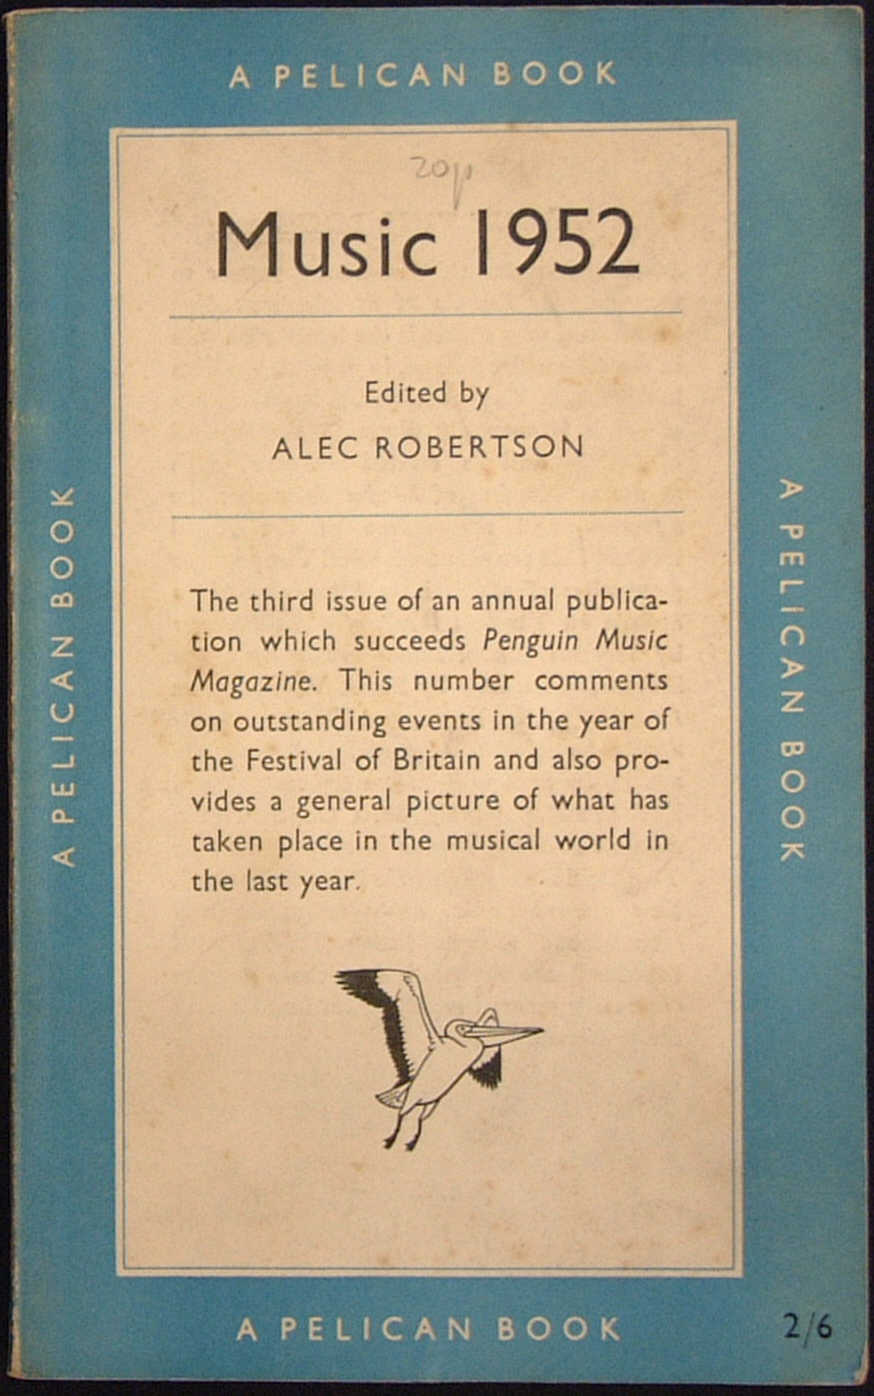 A PELICAN BOOK
20p
Music 1952
Edited by
ALEC ROBERTSON
The third issue of an annual publica-
tion which succeeds Penguin Music
Magazine. This number comments
on outstanding events in the year of
the Festival of Britain and also pro-
vides a general picture of what has
taken place in the musical world in
the last year.
A PELICAN BOOK
A PELICAN BOOK
A PELICAN BOOK
2/6